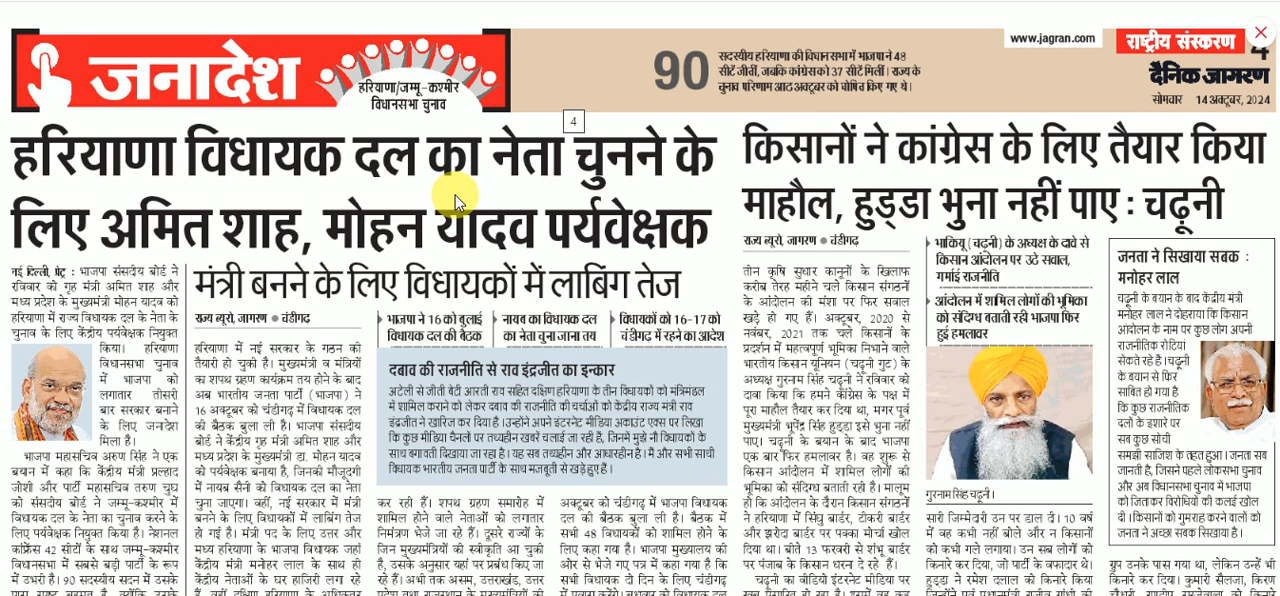 जनादेश
हरियाणा/जम्मू-कश्मीर
विधानसभा चुनाव
90
सदस्यीय हरियाणा की विधानसभा में भाजपा ने 48
सीटें जीतीं, जबकि कांग्रेस को 37 सीटें मिलीं। राज्य के
चुनाव परिणाम आठ अक्टूबर को घोषित किए गए थे।
www.jagran.com
राष्ट्रीय संस्करण
4
दैनिक जागरण
सोमवार 14 अक्टूबर, 2024
4
हरियाणा विधायक दल का नेता चुनने के
लिए अमित शाह, मोहन यादव पर्यवेक्षक
नई दिल्ली, प्रेट्र : भाजपा संसदीय बोर्ड ने
रविवार को गृह मंत्री अमित शाह और
मध्य प्रदेश के मुख्यमंत्री मोहन यादव को
हरियाणा में राज्य विधायक दल के नेता के
चुनाव के लिए केंद्रीय पर्यवेक्षक नियुक्त
किया। हरियाणा
विधानसभा चुनाव
में भाजपा को
लगातार तीसरी
बार सरकार बनाने
के लिए जनादेश
मिला है।
भाजपा महासचिव अरुण सिंह ने एक
बयान में कहा कि केंद्रीय मंत्री प्रल्हाद
जोशी और पार्टी महासचिव तरुण चुघ
को संसदीय बोर्ड ने जम्मू-कश्मीर में
विधायक दल के नेता का चुनाव करने के
लिए पर्यवेक्षक नियुक्त किया है। नेशनल
कांफ्रेंस 42 सीटों के साथ जम्मू-कश्मीर
विधानसभा में सबसे बड़ी पार्टी के रूप
में उभरी है। 90 सदस्यीय सदन में उसके
मंत्री बनने के लिए विधायकों में लाबिंग तेज
राज्य ब्यूरो, जागरण ● चंडीगढ़
हरियाणा में नई सरकार के गठन की
तैयारी हो चुकी है। मुख्यमंत्री व मंत्रियों
का शपथ ग्रहण कार्यक्रम तय होने के बाद
अब भारतीय जनता पार्टी (भाजपा) ने
16 अक्टूबर को चंडीगढ़ में विधायक दल
की बैठक बुला ली है। भाजपा संसदीय
बोर्ड ने केंद्रीय गृह मंत्री अमित शाह और
मध्य प्रदेश के मुख्यमंत्री डा. मोहन यादव
को पर्यवेक्षक बनाया है, जिनकी मौजूदगी
में नायब सैनी को विधायक दल का नेता
चुना जाएगा। वहीं, नई सरकार में मंत्री
बनने के लिए विधायकों में लाबिंग तेज
हो गई है। मंत्री पद के लिए उत्तर और
मध्य हरियाणा के भाजपा विधायक जहां
केंद्रीय मंत्री मनोहर लाल के साथ ही
केंद्रीय नेताओं के घर हाजिरी लगा रहे
भाजपा ने 16 को बुलाई
विधायक दल की बैठक
नायब का विधायक दल
का नेता चुना जाना तय
विधायकों को 16-17 को
चंडीगढ़ में रहने का आदेश
दबाव की राजनीति से राव इंद्रजीत का इन्कार
अटेली से जीती बेटी आरती राव सहित दक्षिण हरियाणा के तीन विधायकों को मंत्रिमंडल
में शामिल कराने को लेकर दबाव की राजनीति की चर्चाओं को केंद्रीय राज्य मंत्री राव
इंद्रजीत ने खारिज कर दिया है। उन्होंने अपने इंटरनेट मीडिया अकाउंट एक्स पर लिखा
कि कुछ मीडिया चैनलों पर तथ्यहीन खबरें चलाई जा रही हैं, जिनमें मुझे नौ विधायकों के
साथ बगावती दिखाया जा रहा है। यह सब तथ्यहीन और आधारहीन है। मैं और सभी साथी
विधायक भारतीय जनता पार्टी के साथ मजबूती से खड़े हुए हैं।
कर रही हैं। शपथ ग्रहण समारोह में
शामिल होने वाले नेताओं को लगातार
निमंत्रण भेजे जा रहे हैं। दूसरे राज्यों के
जिन मुख्यमंत्रियों की स्वीकृति आ चुकी
है, उसके अनुसार यहां पर प्रबंध किए जा
रहे हैं। अभी तक असम, उत्तराखंड, उत्तर
अक्टूबर को चंडीगढ़ में भाजपा विधायक
दल की बैठक बुला ली है। बैठक में
सभी 48 विधायकों को शामिल होने के
लिए कहा गया है। भाजपा मुख्यालय की
ओर से भेजे गए पत्र में कहा गया है कि
सभी विधायक दो दिन के लिए चंडीगढ़
किसानों ने कांग्रेस के लिए तैयार किया
माहौल, हुड्डा भुना नहीं पाए : चढ़ूनी
राज्य ब्यूरो, जागरण ● चंडीगढ़
तीन कृषि सुधार कानूनों के खिलाफ
करीब तेरह महीने चले किसान संगठनों
के आंदोलन को मंशा पर फिर सवाल
खड़े हो गए हैं। अक्टूबर, 2020 से
नवंबर, 2021 तक चले किसानों के
प्रदर्शन में महत्वपूर्ण भूमिका निभाने वाले
भारतीय किसान यूनियन (चढ़ूनी गुट) के
अध्यक्ष गुरनाम सिंह चढ़ूनी ने रविवार को
दावा किया कि हमने कांग्रेस के पक्ष में
पूरा माहौल तैयार कर दिया था, मगर पूर्व
मुख्यमंत्री भूपेंद्र सिंह हुड्डा इसे भुना नहीं
पाए। चढ़ूनी के बयान के बाद भाजपा
एक बार फिर हमलावर है। वह शुरू से
किसान आंदोलन में शामिल लोगों की
भूमिका को संदिग्ध बताती रही है। मालूम
हो कि आंदोलन के दौरान किसान संगठनों
ने हरियाणा में सिंघु बार्डर, टीकरी बार्डर
और झरोदा बार्डर पर पक्का मोर्चा खोल
दिया था। बीते 13 फरवरी से शंभू बार्डर
पर पंजाब के किसान धरना दे रहे हैं।
चढ़ूनी का वीडियो इंटरनेट मीडिया पर
भाकियू (चढ़ूनी) के अध्यक्ष के दावे से
किसान आंदोलन पर उठे सवाल,
गर्माई राजनीति
आंदोलन में शामिल लोगों की भूमिका
को संदिग्ध बताती रही भाजपा फिर
हुई हमलावर
गुरनाम सिंह चढ़ूनी।
सारी जिम्मेदारी उन पर डाल दी। 10 वर्ष
में वह कभी नहीं बोले और न किसानों
को कभी गले लगाया। उन सब लोगों को
किनारे कर दिया, जो पार्टी के वफादार थे।
हुड्डा ने रमेश दलाल को किनारे किया
जनता ने सिखाया सबक :
मनोहर लाल
चढ़ूनी के बयान के बाद केंद्रीय मंत्री
मनोहर लाल ने दोहराया कि किसान
आंदोलन के नाम पर कुछ लोग अपनी
राजनीतिक रोटियां
सेंकते रहे हैं। चढ़ूनी
के बयान से फिर
साबित हो गया है
कि कुछ राजनीतिक
दलों के इशारे पर
सब कुछ सोची
समझी साजिश के तहत हुआ। जनता सब
जानती है, जिसने पहले लोकसभा चुनाव
और अब विधानसभा चुनाव में भाजपा
को जिताकर विरोधियों की कलई खोल
दी। किसानों को गुमराह करने वालों को
जनता ने अच्छा सबक सिखाया है।
ग्रुप उनके पास गया था, लेकिन उन्हें भी
किनारे कर दिया। कुमारी सैलजा, किरण